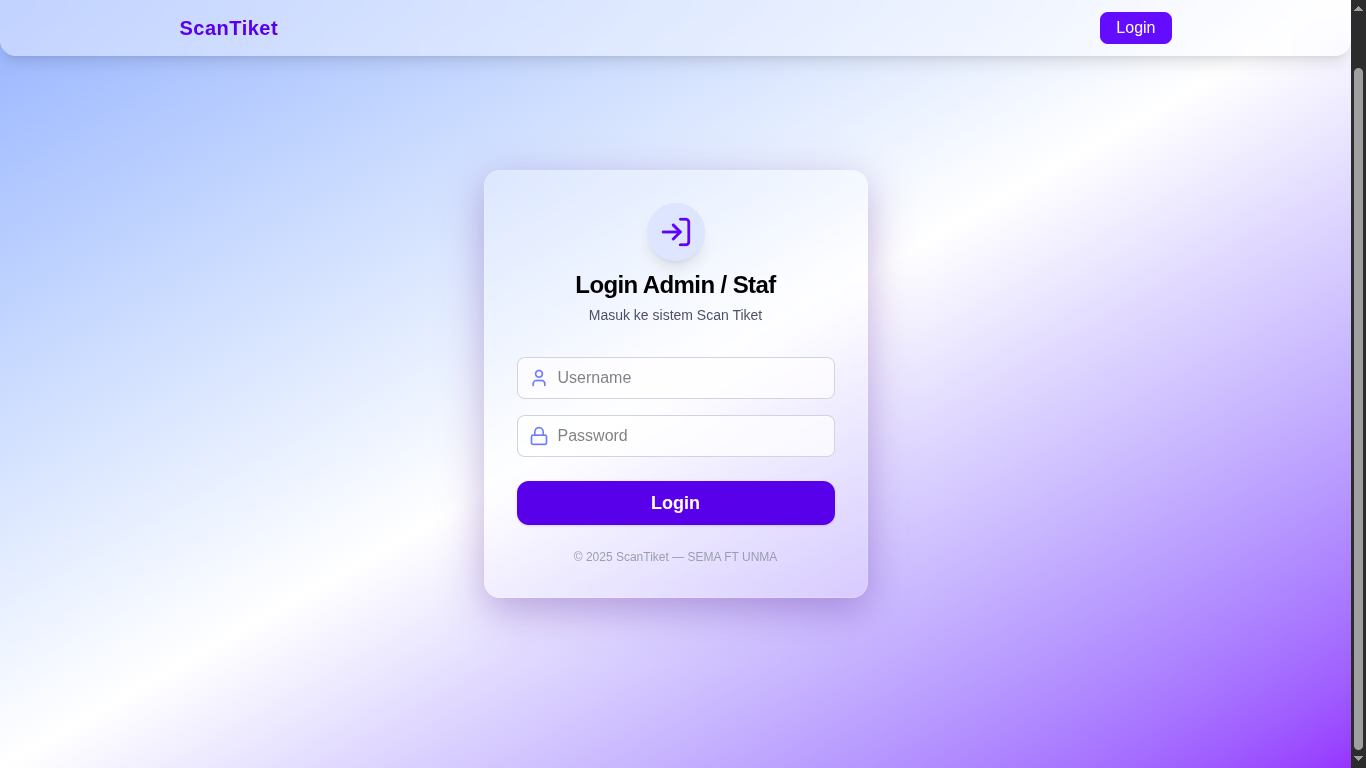 ScanTiket
Login
Login Admin / Staf
Masuk ke sistem Scan Tiket
Username
Password
Login
© 2025 ScanTiket — SEMA FT UNMA